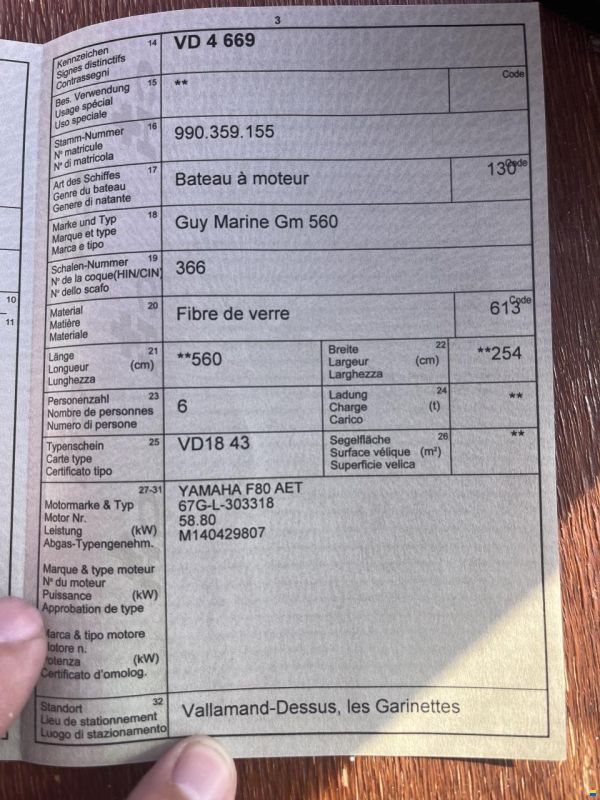 3
Kennzeichen 14
Signes distinctifs
Contrassegni
VD 4 669
Bes. Verwendung 15
Usage spécial
Uso speciale
**
Code
Stamm-Nummer 16
N° matricule
N° di matricola
990.359.155
Art des Schiffes 17
Genre du bateau
Genere di natante
Bateau à moteur
Code
130
Marke und Typ 18
Marque et type
Marca e tipo
Guy Marine Gm 560
Schalen-Nummer 19
N° de la coque(HIN/CIN)
N° dello scafo
366
Material 20
Matière
Materiale
Fibre de verre
Code
613
10
11
Länge 21
Longueur (cm)
Lunghezza
**560
Breite 22
Largeur (cm)
Larghezza
**254
Personenzahl 23
Nombre de personnes
Numero di persone
6
Ladung 24
Charge (t)
Carico
**
Typenschein 25
Carte type
Certificato tipo
VD18 43
Segelfläche 26
Surface vélique (m²)
Superficie velica
**
27-31
Motormarke & Typ
Motor Nr.
Leistung (kW)
Abgas-Typengenehm.
YAMAHA F80 AET
67G-L-303318
58.80
M140429807
Marque & type moteur
N° du moteur
Puissance (kW)
Approbation de type
Marca & tipo motore
Motore n.
Potenza (kW)
Certificato d'omolog.
Standort 32
Lieu de stationnement
Luogo di stazionamento
Vallamand-Dessus, les Garinettes